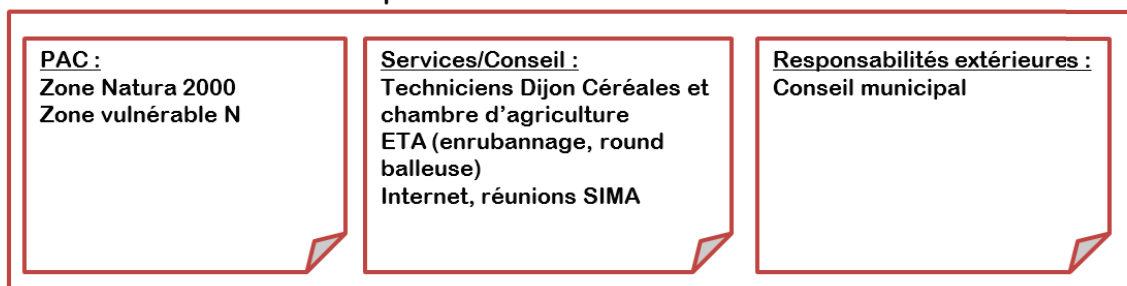 PAC :
Zone Natura 2000
Zone vulnérable N
Services/Conseil :
Techniciens Dijon Céréales et
chambre d’agriculture
ETA (enrubannage, round
balleuse)
Internet, réunions SIMA
Responsabilités extérieures :
Conseil municipal